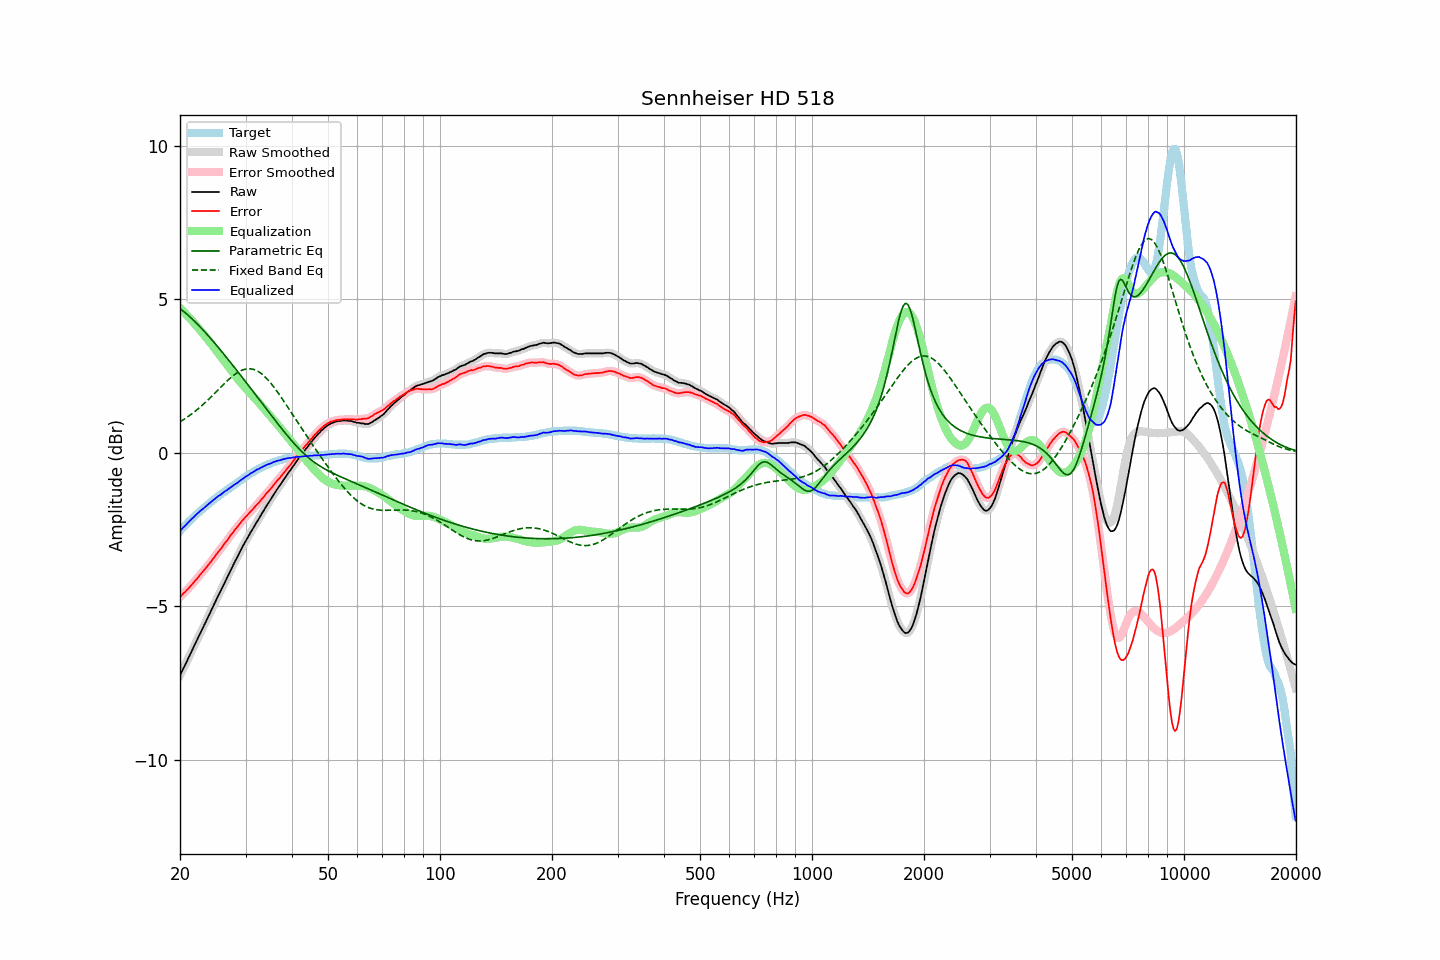 Sennheiser HD 518
Target
Raw Smoothed
Error Smoothed
Raw
Error
Equalization
Parametric Eq
Fixed Band Eq
Equalized
10
5
0
−5
−10
Amplitude (dBr)
20 50 100 200 500 1000 2000 5000 10000 20000
Frequency (Hz)